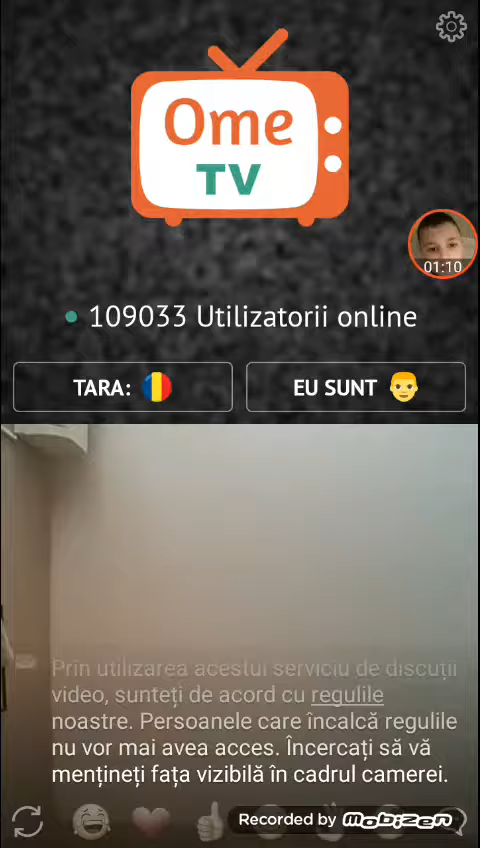 Ome
TV
01:10
109033 Utilizatorii online
TARA:
EU SUNT
Prin utilizarea acestui serviciu de discuții
video, sunteți de acord cu regulile
noastre. Persoanele care încalcă regulile
nu vor mai avea acces. Încercați să vă
mențineți fața vizibilă în cadrul camerei.
Recorded by Mobizen